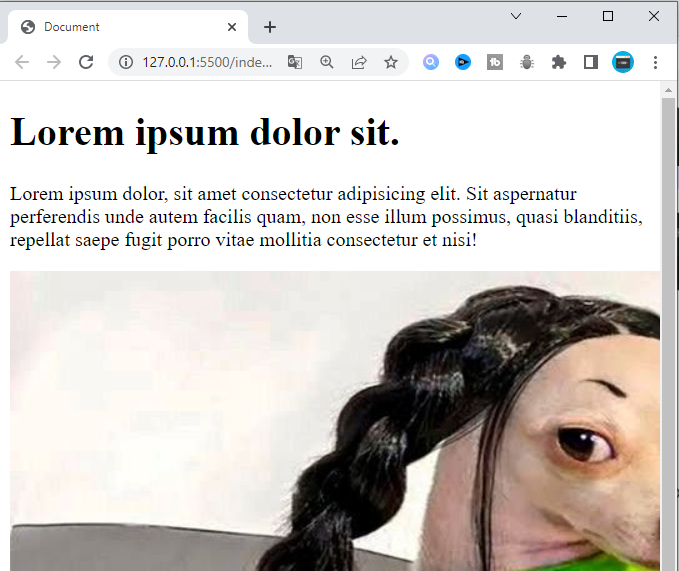 Document
127.0.0.1:5500/inde...
Lorem ipsum dolor sit.
Lorem ipsum dolor, sit amet consectetur adipisicing elit. Sit aspernatur
perferendis unde autem facilis quam, non esse illum possimus, quasi blanditiis,
repellat saepe fugit porro vitae mollitia consectetur et nisi!